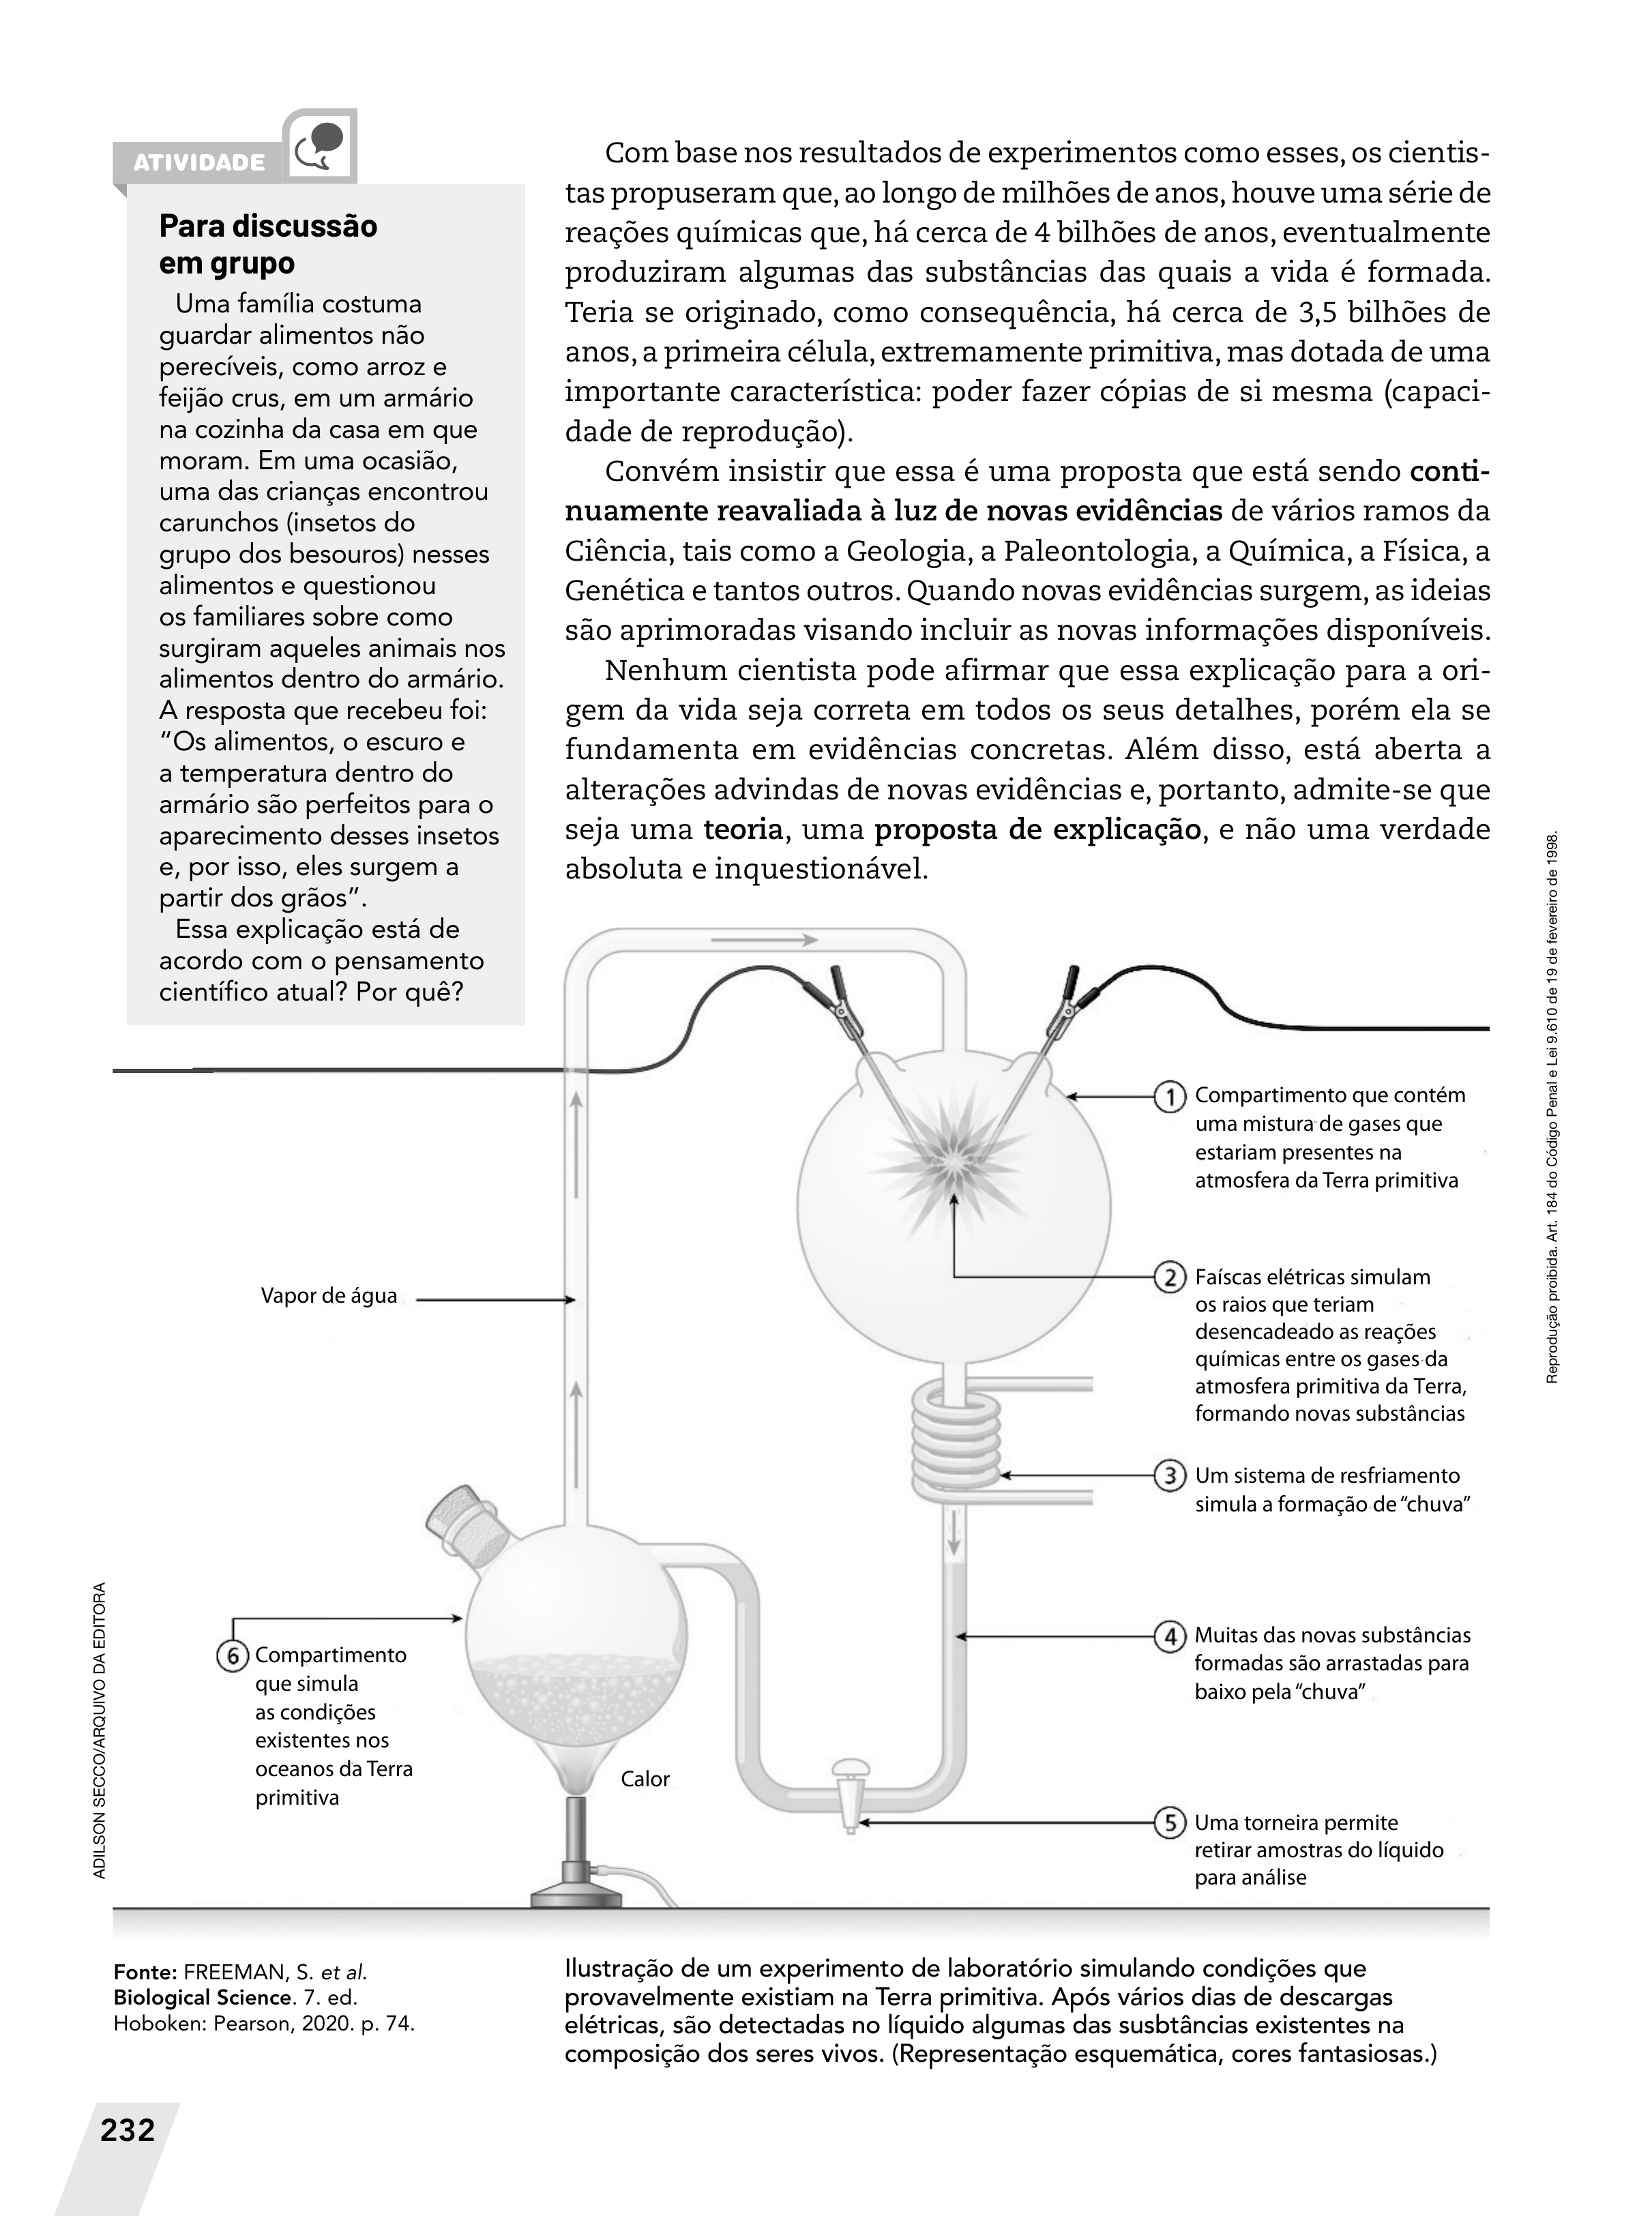 ATIVIDADE
Para discussão
em grupo
Uma família costuma
guardar alimentos não
perecíveis, como arroz e
feijão crus, em um armário
na cozinha da casa em que
moram. Em uma ocasião,
uma das crianças encontrou
carunchos (insetos do
grupo dos besouros) nesses
alimentos e questionou
os familiares sobre como
surgiram aqueles animais nos
alimentos dentro do armário.
A resposta que recebeu foi:
“Os alimentos, o escuro e
a temperatura dentro do
armário são perfeitos para o
aparecimento desses insetos
e, por isso, eles surgem a
partir dos grãos”.
Essa explicação está de
acordo com o pensamento
científico atual? Por quê?
Com base nos resultados de experimentos como esses, os cientis-
tas propuseram que, ao longo de milhões de anos, houve uma série de
reações químicas que, há cerca de 4 bilhões de anos, eventualmente
produziram algumas das substâncias das quais a vida é formada.
Teria se originado, como consequência, há cerca de 3,5 bilhões de
anos, a primeira célula, extremamente primitiva, mas dotada de uma
importante característica: poder fazer cópias de si mesma (capaci-
dade de reprodução).
Convém insistir que essa é uma proposta que está sendo conti-
nuamente reavaliada à luz de novas evidências de vários ramos da
Ciência, tais como a Geologia, a Paleontologia, a Química, a Física, a
Genética e tantos outros. Quando novas evidências surgem, as ideias
são aprimoradas visando incluir as novas informações disponíveis.
Nenhum cientista pode afirmar que essa explicação para a ori-
gem da vida seja correta em todos os seus detalhes, porém ela se
fundamenta em evidências concretas. Além disso, está aberta a
alterações advindas de novas evidências e, portanto, admite-se que
seja uma teoria, uma proposta de explicação, e não uma verdade
absoluta e inquestionável.
1 Compartimento que contém
uma mistura de gases que
estariam presentes na
atmosfera da Terra primitiva
2 Faíscas elétricas simulam
os raios que teriam
desencadeado as reações
químicas entre os gases da
atmosfera primitiva da Terra,
formando novas substâncias
Vapor de água
3 Um sistema de resfriamento
simula a formação de “chuva”
4 Muitas das novas substâncias
formadas são arrastadas para
baixo pela “chuva”
5 Uma torneira permite
retirar amostras do líquido
para análise
6 Compartimento
que simula
as condições
existentes nos
oceanos da Terra
primitiva
Calor
ADILSON SECCO/ARQUIVO DA EDITORA
Reprodução proibida. Art. 184 do Código Penal e Lei 9.610 de 19 de fevereiro de 1998.
Fonte: FREEMAN, S. et al.
Biological Science. 7. ed.
Hoboken: Pearson, 2020. p. 74.
Ilustração de um experimento de laboratório simulando condições que
provavelmente existiam na Terra primitiva. Após vários dias de descargas
elétricas, são detectadas no líquido algumas das susbtâncias existentes na
composição dos seres vivos. (Representação esquemática, cores fantasiosas.)
232